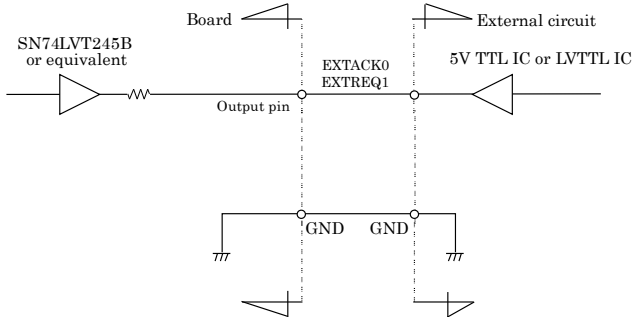 Board
External circuit
SN74LVT245B
or equivalent
EXTACK0
EXTREQ1
5V TTL IC or LVTTL IC
Output pin
GND
GND